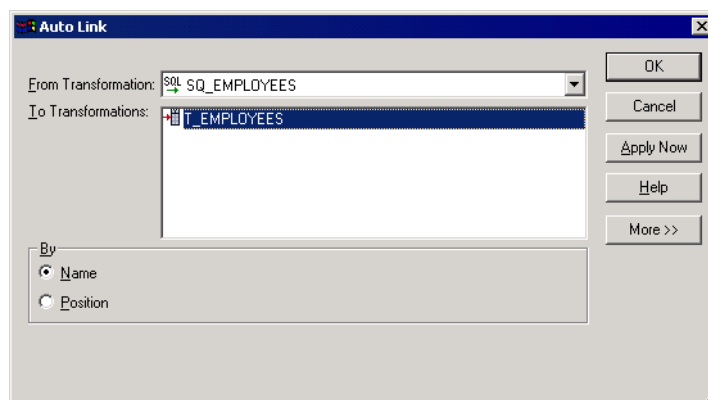 Auto Link
From Transformation: SQL SQ_EMPLOYEES
To Transformations: T_EMPLOYEES
OK
Cancel
Apply Now
Help
More >>
By
Name
Position